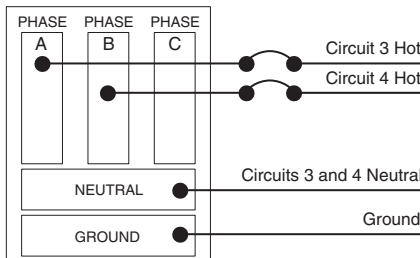 PHASE PHASE PHASE
A B C
Circuit 3 Hot
Circuit 4 Hot
Circuits 3 and 4 Neutral
NEUTRAL
Ground
GROUND